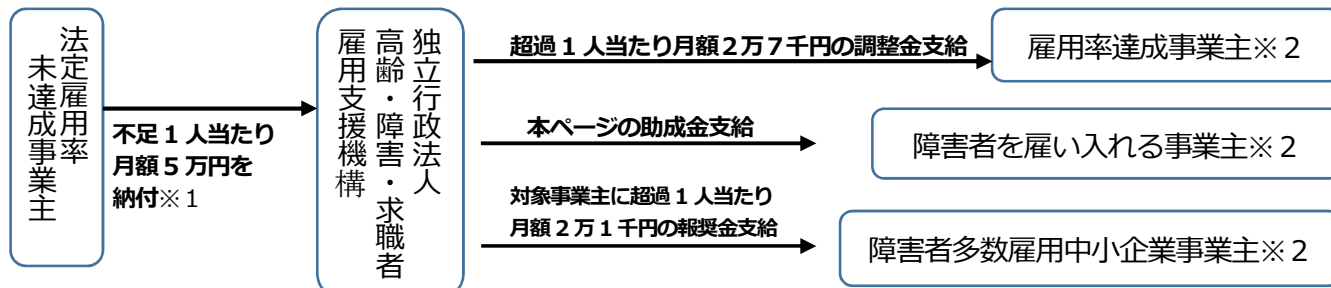 法定雇用率
未達成事業主
不足１人当たり
月額５万円を
納付※１
独立行政法人
高齢・障害・求職者
雇用支援機構
超過１人当たり月額２万７千円の調整金支給
雇用率達成事業主※２
本ページの助成金支給
障害者を雇い入れる事業主※２
対象事業主に超過１人当たり
月額２万１千円の報奨金支給
障害者多数雇用中小企業事業主※２